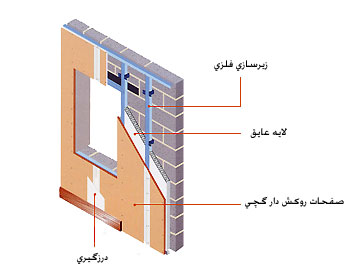 زيرسازي فلزي
لايه عايق
صفحات روكش دار گچي
درزگيري